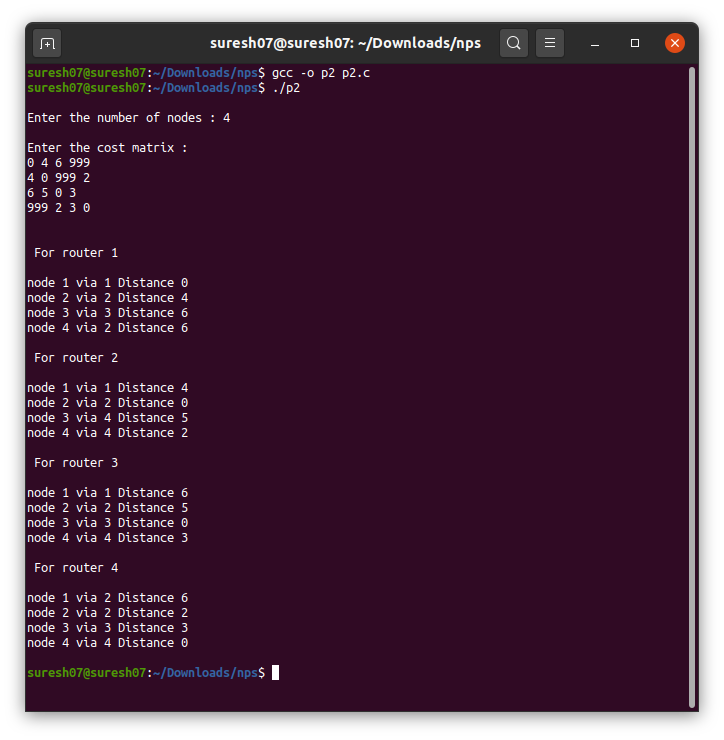 suresh07@suresh07: ~/Downloads/nps
suresh07@suresh07:~/Downloads/nps$ gcc -o p2 p2.c
suresh07@suresh07:~/Downloads/nps$ ./p2
Enter the number of nodes : 4
Enter the cost matrix :
0 4 6 999
4 0 999 2
6 5 0 3
999 2 3 0
For router 1
node 1 via 1 Distance 0
node 2 via 2 Distance 4
node 3 via 3 Distance 6
node 4 via 2 Distance 6
For router 2
node 1 via 1 Distance 4
node 2 via 2 Distance 0
node 3 via 4 Distance 5
node 4 via 4 Distance 2
For router 3
node 1 via 1 Distance 6
node 2 via 2 Distance 5
node 3 via 3 Distance 0
node 4 via 4 Distance 3
For router 4
node 1 via 2 Distance 6
node 2 via 2 Distance 2
node 3 via 3 Distance 3
node 4 via 4 Distance 0
suresh07@suresh07:~/Downloads/nps$